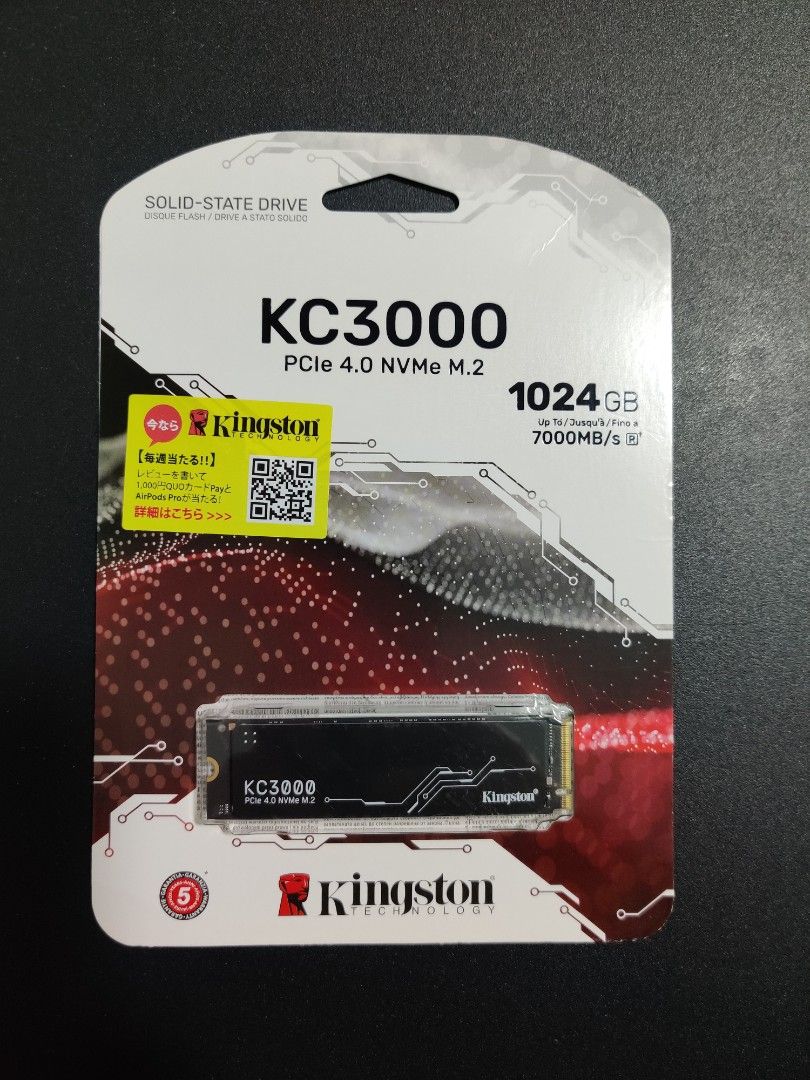 SOLID-STATE DRIVE
DISQUE FLASH / DRIVE A STATO SOLIDO
KC3000
PCIe 4.0 NVMe M.2
1024GB
Up To/Jusqu'à/Fino a
7000MB/s R
今なら
Kingston
TECHNOLOGY
【毎週当たる!!】
レビューを書いて
1,000円QUOカードPayと
AirPods Proが当たる!
詳細はこちら >>>
KC3000
PCIe 4.0 NVMe M.2
Kingston
5
Kingston
TECHNOLOGY